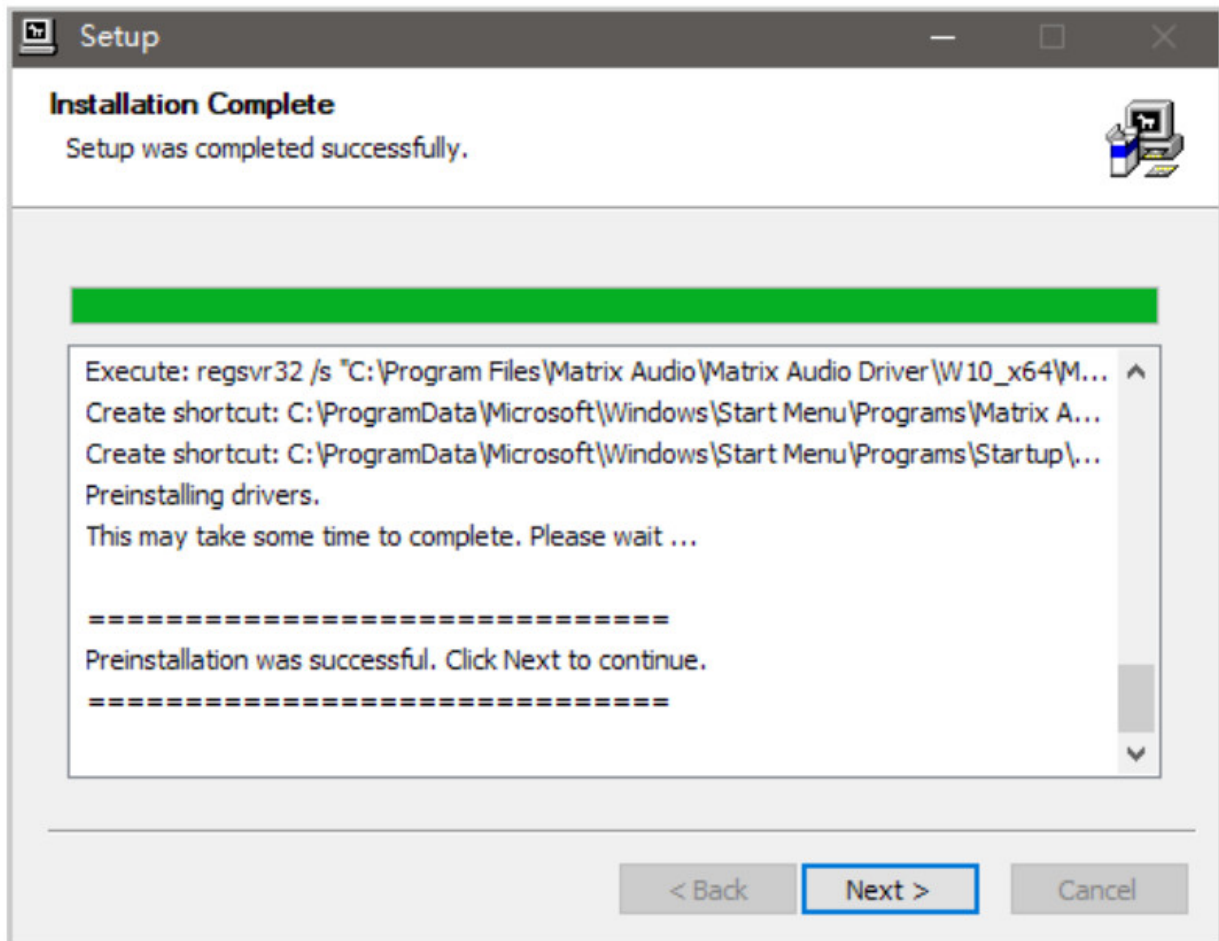 Setup
Installation Complete
Setup was completed successfully.
Execute: regsvr32 /s "C:\Program Files\Matrix Audio\Matrix Audio Driver\W10_x64\M...
Create shortcut: C:\ProgramData\Microsoft\Windows\Start Menu\Programs\Matrix A...
Create shortcut: C:\ProgramData\Microsoft\Windows\Start Menu\Programs\Startup\...
Preinstalling drivers.
This may take some time to complete. Please wait ...
==============================
Preinstallation was successful. Click Next to continue.
==============================
< Back Next > Cancel